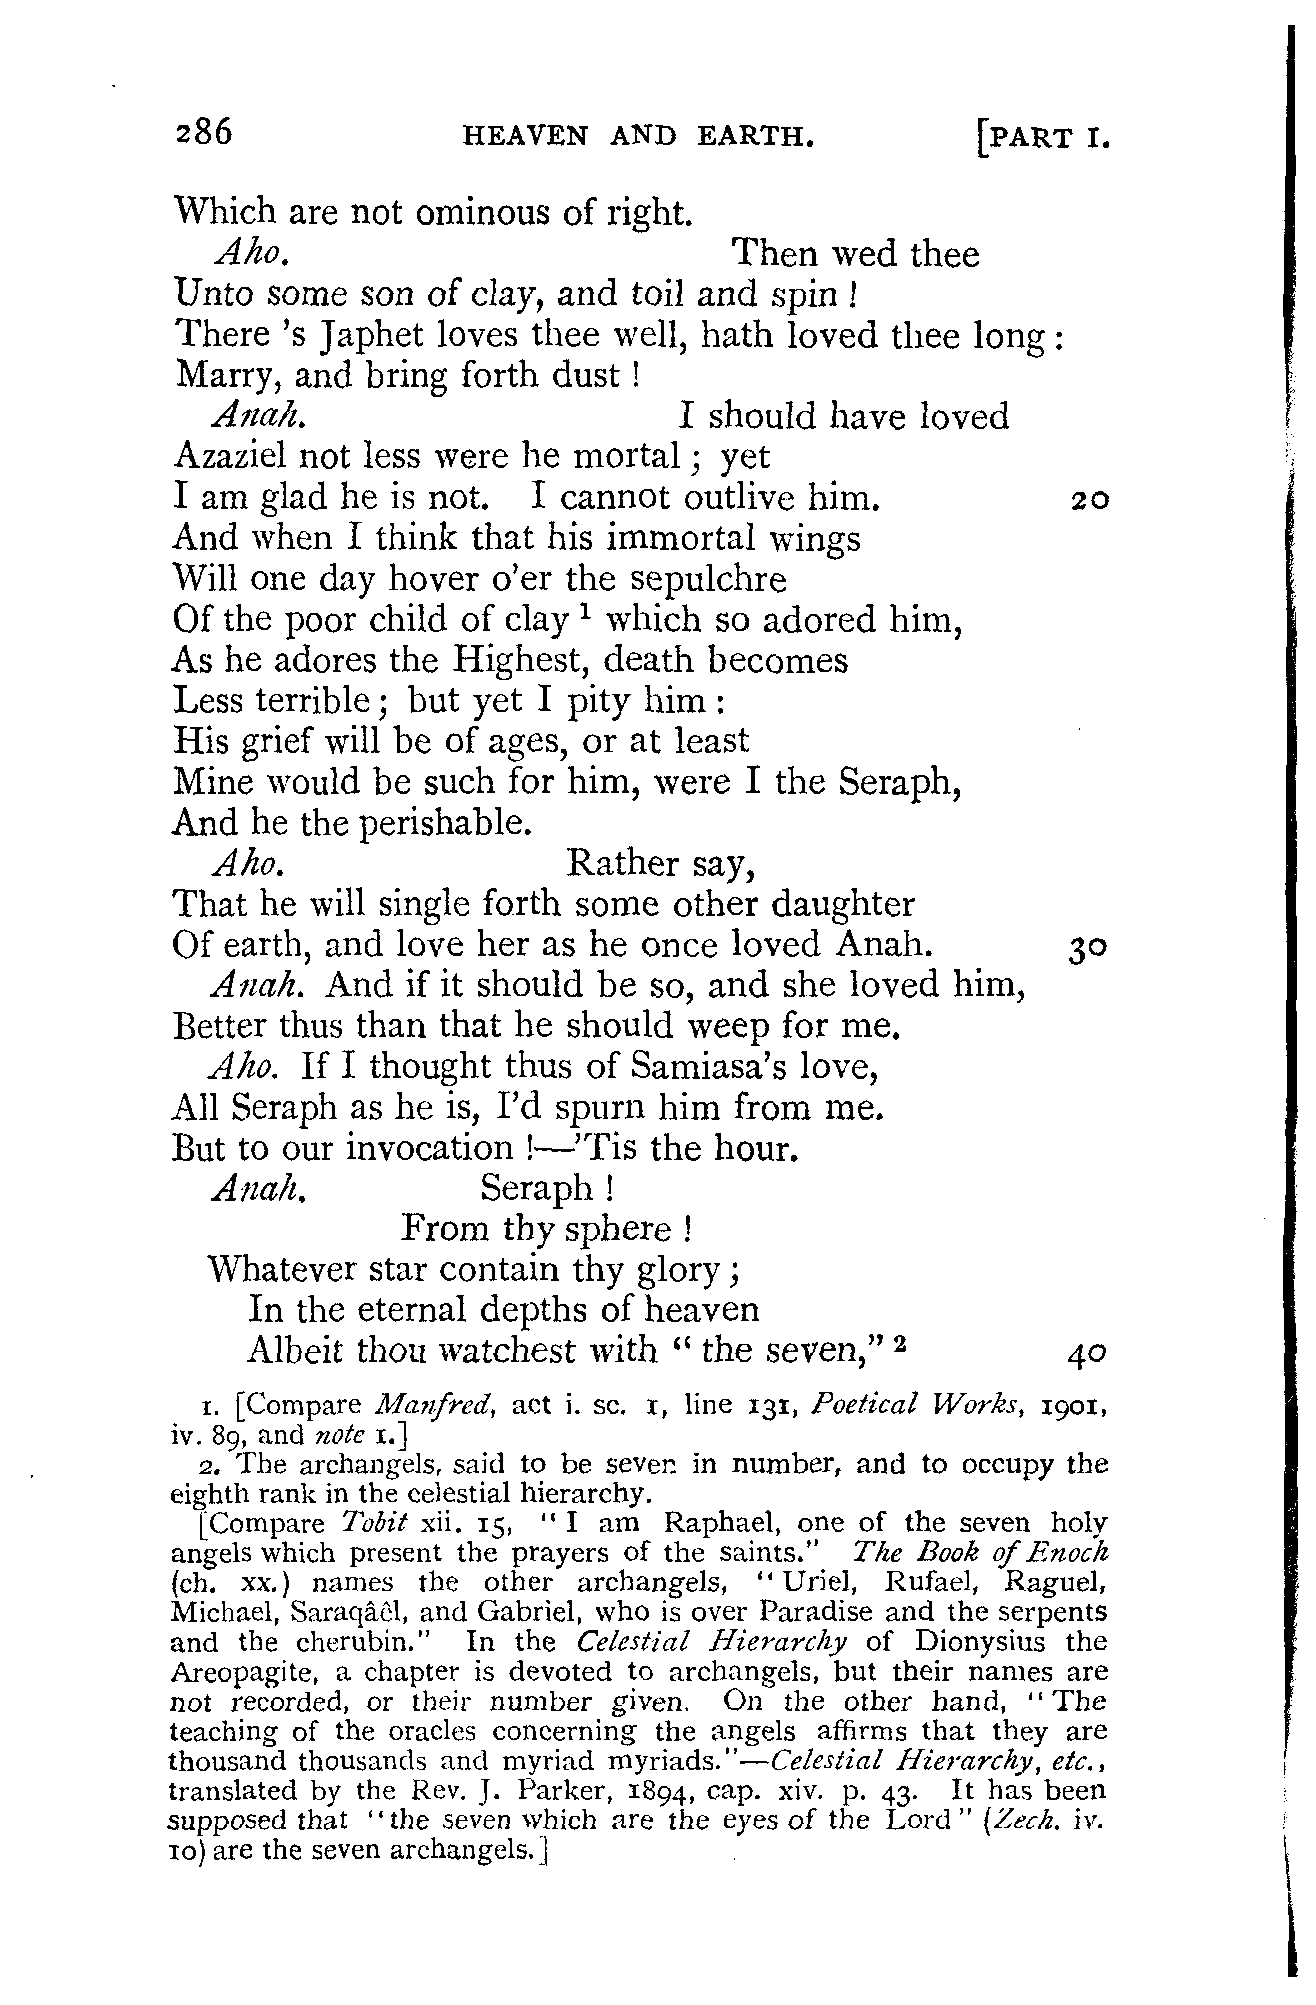 286 HEAVEN AND EARTH. [PART I.
Which are not ominous of right.
Aho. Then wed thee
Unto some son of clay, and toil and spin !
There 's Japhet loves thee well, hath loved thee long :
Marry, and bring forth dust !
Anah. I should have loved
Azaziel not less were he mortal ; yet
I am glad he is not. I cannot outlive him. 20
And when I think that his immortal wings
Will one day hover o'er the sepulchre
Of the poor child of clay ¹ which so adored him,
As he adores the Highest, death becomes
Less terrible ; but yet I pity him :
His grief will be of ages, or at least
Mine would be such for him, were I the Seraph,
And he the perishable.
Aho. Rather say,
That he will single forth some other daughter
Of earth, and love her as he once loved Anah. 30
Anah. And if it should be so, and she loved him,
Better thus than that he should weep for me.
Aho. If I thought thus of Samiasa's love,
All Seraph as he is, I'd spurn him from me.
But to our invocation !—'Tis the hour.
Anah. Seraph !
From thy sphere !
Whatever star contain thy glory ;
In the eternal depths of heaven
Albeit thou watchest with “ the seven,” ² 40
1. [Compare Manfred, act i. sc. 1, line 131, Poetical Works, 1901,
iv. 89, and note 1.]
2. The archangels, said to be seven in number, and to occupy the
eighth rank in the celestial hierarchy.
[Compare Tobit xii. 15, “ I am Raphael, one of the seven holy
angels which present the prayers of the saints.” The Book of Enoch
(ch. xx.) names the other archangels, “ Uriel, Rufael, Raguel,
Michael, Saraqâêl, and Gabriel, who is over Paradise and the serpents
and the cherubin.” In the Celestial Hierarchy of Dionysius the
Areopagite, a chapter is devoted to archangels, but their names are
not recorded, or their number given. On the other hand, “ The
teaching of the oracles concerning the angels affirms that they are
thousand thousands and myriad myriads.”—Celestial Hierarchy, etc.,
translated by the Rev. J. Parker, 1894, cap. xiv. p. 43. It has been
supposed that “the seven which are the eyes of the Lord” (Zech. iv.
10) are the seven archangels.]